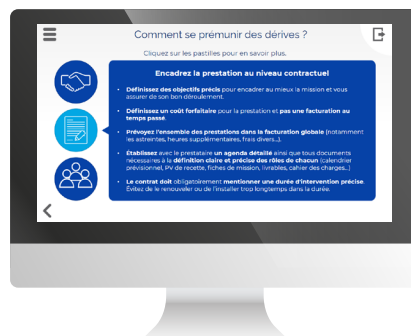 Comment se prémunir des dérives ?
Cliquez sur les pastilles pour en savoir plus.
Encadrez la prestation au niveau contractuel
• Définissez des objectifs précis pour encadrer au mieux la mission et vous
assurer de son bon déroulement.
• Définissez un coût forfaitaire pour la prestation et pas une facturation au
temps passé.
• Prévoyez l'ensemble des prestations dans la facturation globale (notamment
les astreintes, heures supplémentaires, frais divers...).
• Établissez avec le prestataire un agenda détaillé ainsi que tous documents
nécessaires à la définition claire et précise des rôles de chacun (calendrier
prévisionnel, PV de recette, fiches de mission, livrables, cahier des charges...)
• Le contrat doit obligatoirement mentionner une durée d'intervention précise.
Évitez de le renouveler ou de l'installer trop longtemps dans la durée.